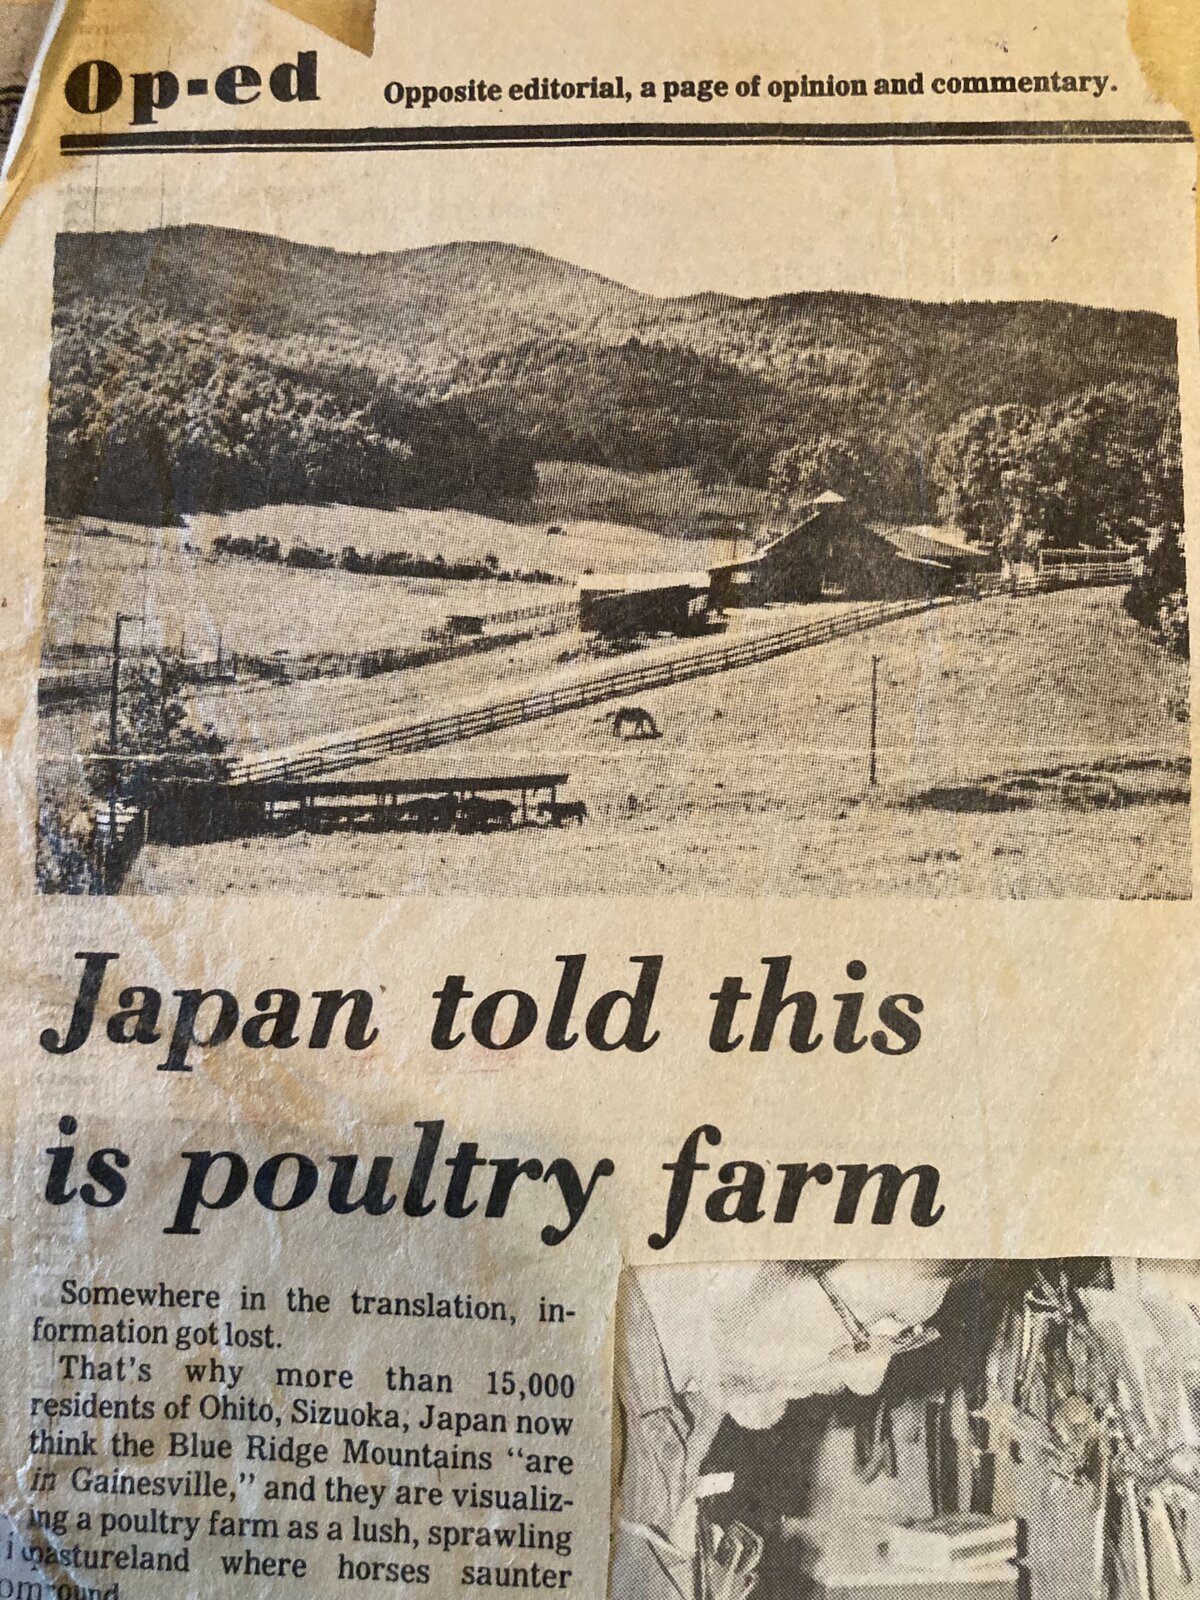 Op-ed
Opposite editorial, a page of opinion and commentary.
Japan told this
is poultry farm
Somewhere in the translation, in-
formation got lost.
That's why more than 15,000
residents of Ohito, Sizuoka, Japan now
think the Blue Ridge Mountains “are
in Gainesville,” and they are visualiz-
ing a poultry farm as a lush, sprawling
pastureland where horses saunter